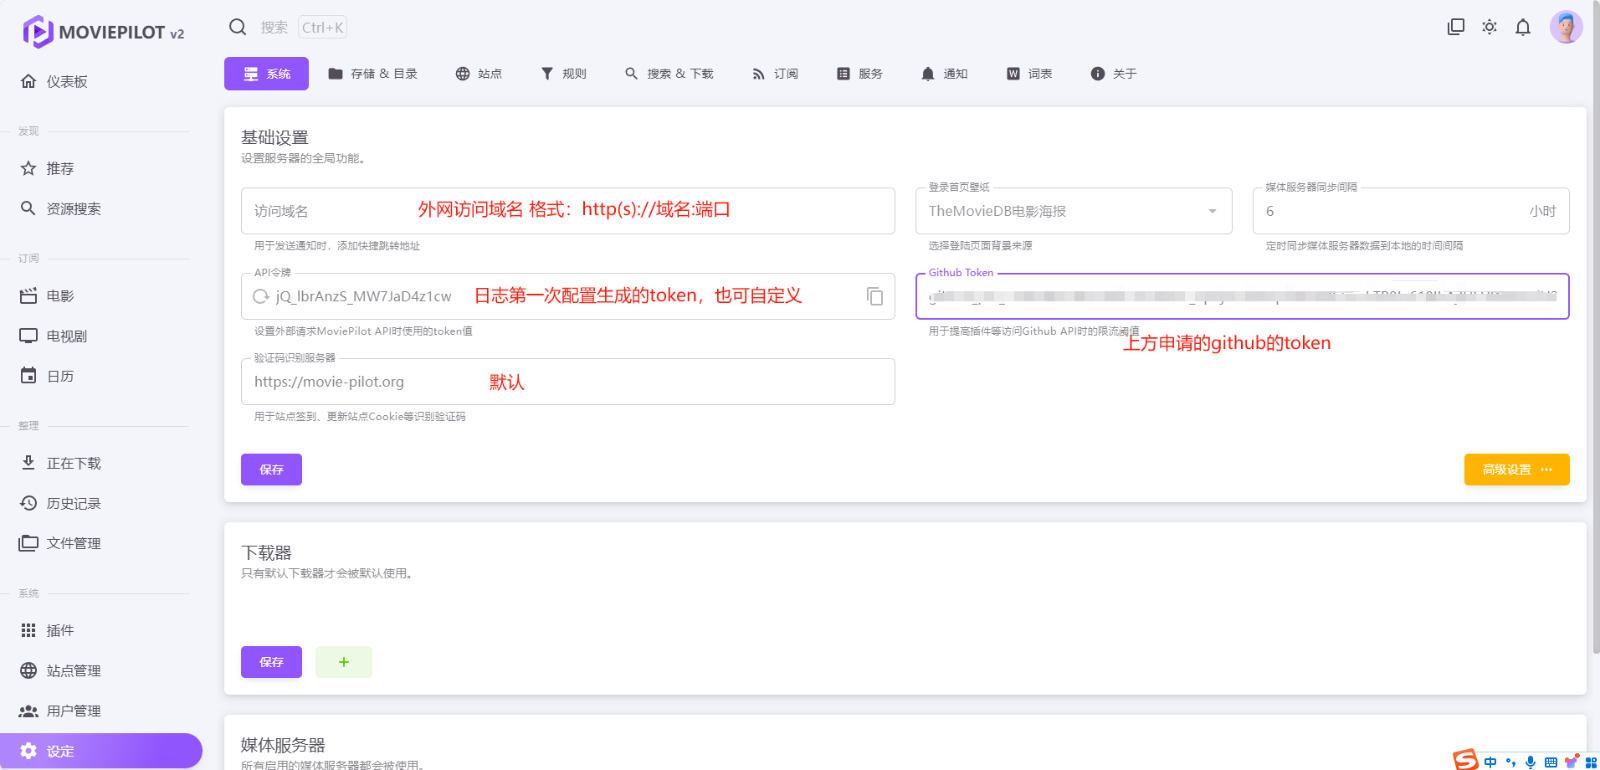 MOVIEPILOT v2
搜索 Ctrl+K
系统 存储 & 目录 站点 规则 搜索 & 下载 订阅 服务 通知 词表 关于
仪表板
发现
推荐
资源搜索
订阅
电影
电视剧
日历
整理
正在下载
历史记录
文件管理
系统
插件
站点管理
用户管理
设定
基础设置
设置服务器的全局功能。
访问域名 外网访问域名 格式：http(s)://域名:端口
用于发送通知时，添加快捷跳转地址
登录首页壁纸
TheMovieDB电影海报
选择登陆页面背景来源
媒体服务器同步间隔
6 小时
定时同步媒体服务器数据到本地的时间间隔
API令牌
jQ_lbrAnzS_MW7JaD4z1cw 日志第一次配置生成的token，也可自定义
设置外部请求MoviePilot API时使用的token值
Github Token
用于提高插件等访问Github API时的限流阈值
上方申请的github的token
验证码识别服务器
https://movie-pilot.org 默认
用于站点签到、更新站点Cookie等识别验证码
保存
高级设置 ···
下载器
只有默认下载器才会被默认使用。
保存 +
媒体服务器
所有启用的媒体服务器都会被使用。
中